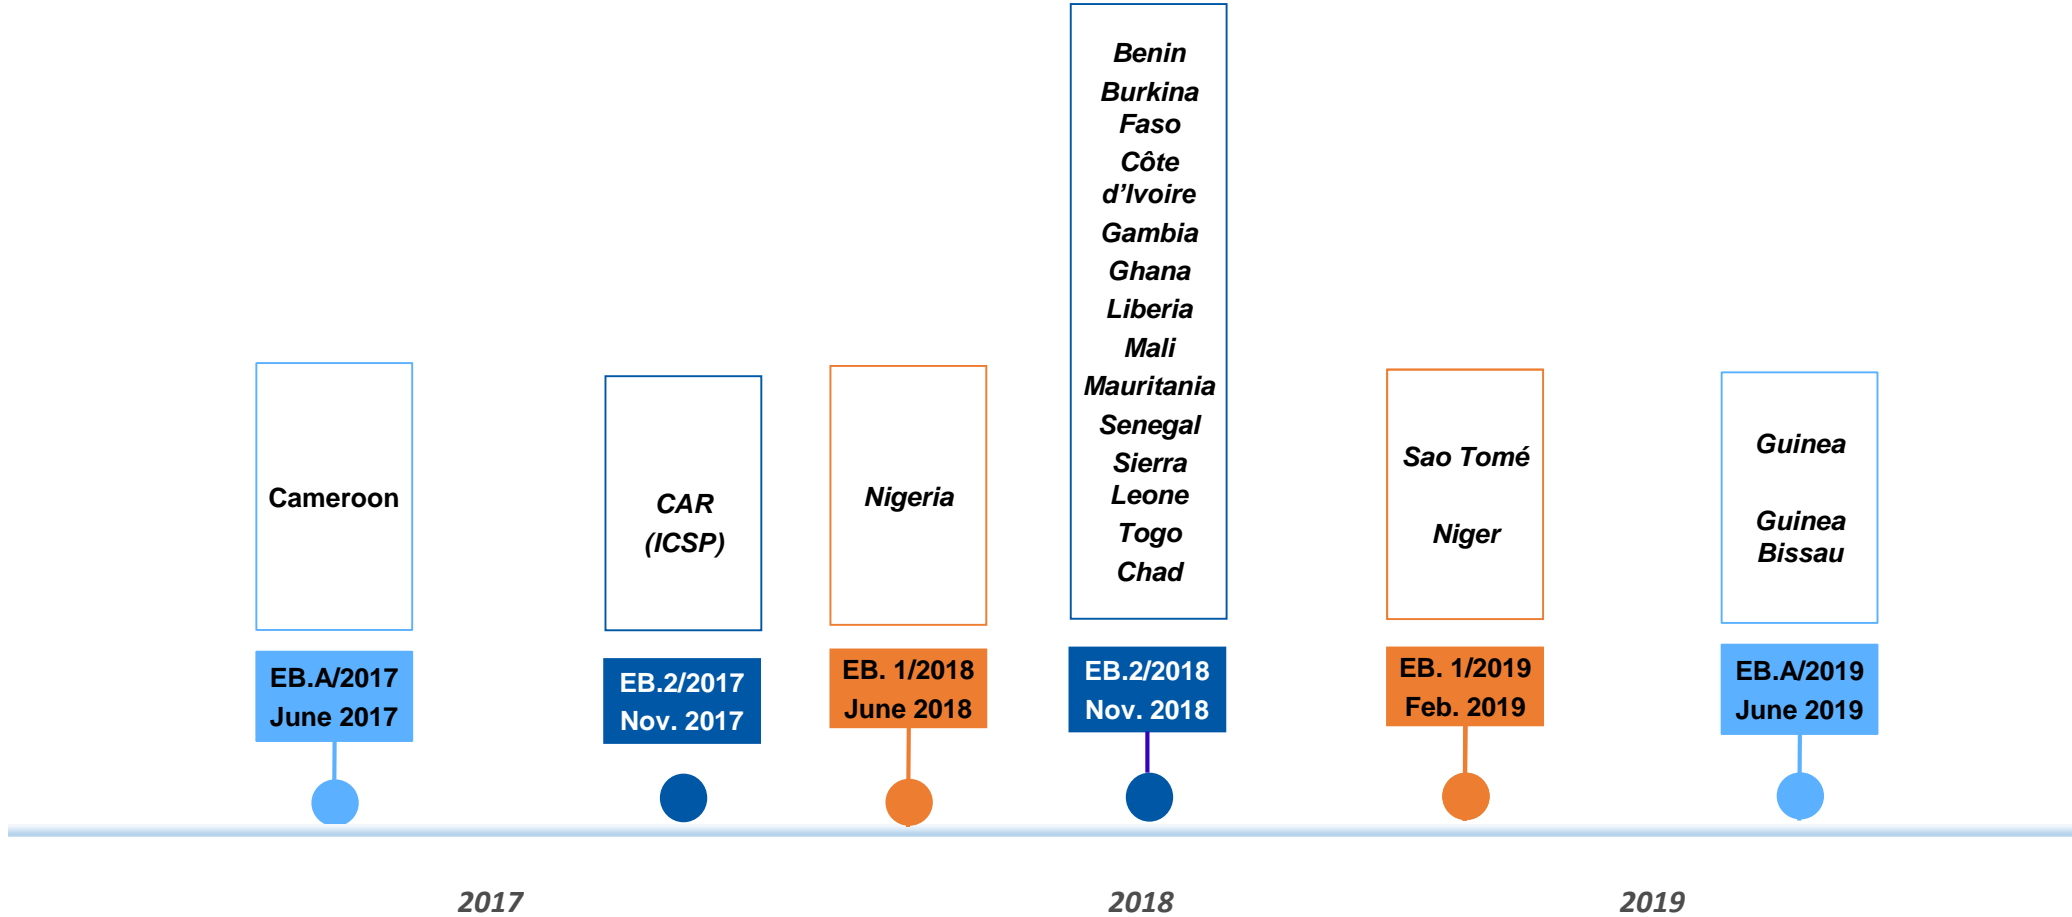 Cameroon
EB.A/2017
June 2017
CAR
(ICSP)
EB.2/2017
Nov. 2017
Nigeria
EB. 1/2018
June 2018
Benin
Burkina
Faso
Côte
d’Ivoire
Gambia
Ghana
Liberia
Mali
Mauritania
Senegal
Sierra
Leone
Togo
Chad
EB.2/2018
Nov. 2018
Sao Tomé
Niger
EB. 1/2019
Feb. 2019
Guinea
Guinea
Bissau
EB.A/2019
June 2019
2017
2018
2019